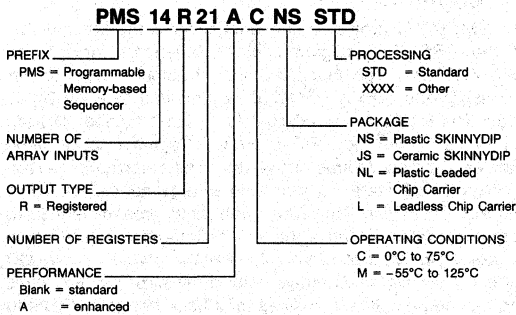 PMS 14 R 21 A C NS STD
PREFIX
PMS = Programmable
Memory-based
Sequencer
NUMBER OF
ARRAY INPUTS
OUTPUT TYPE
R = Registered
NUMBER OF REGISTERS
PERFORMANCE
Blank = standard
A = enhanced
PROCESSING
STD = Standard
XXXX = Other
PACKAGE
NS = Plastic SKINNYDIP
JS = Ceramic SKINNYDIP
NL = Plastic Leaded
Chip Carrier
L = Leadless Chip Carrier
OPERATING CONDITIONS
C = 0°C to 75°C
M = −55°C to 125°C